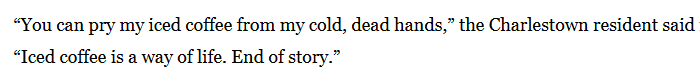 “You can pry my iced coffee from my cold, dead hands,” the Charlestown resident said
“Iced coffee is a way of life. End of story.”